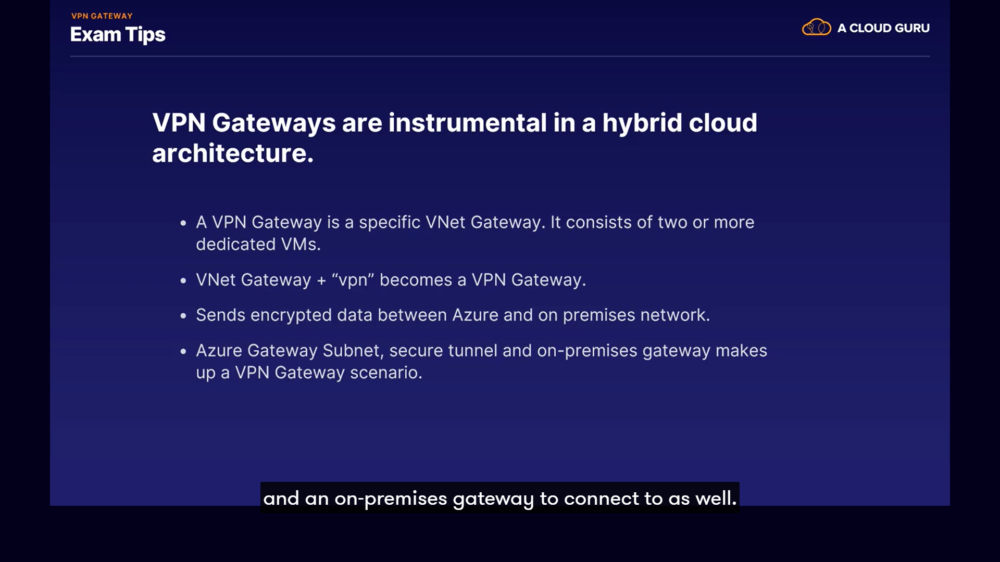 VPN GATEWAY
Exam Tips
A CLOUD GURU
VPN Gateways are instrumental in a hybrid cloud
architecture.
• A VPN Gateway is a specific VNet Gateway. It consists of two or more
dedicated VMs.
• VNet Gateway + “vpn” becomes a VPN Gateway.
• Sends encrypted data between Azure and on premises network.
• Azure Gateway Subnet, secure tunnel and on-premises gateway makes
up a VPN Gateway scenario.
and an on-premises gateway to connect to as well.